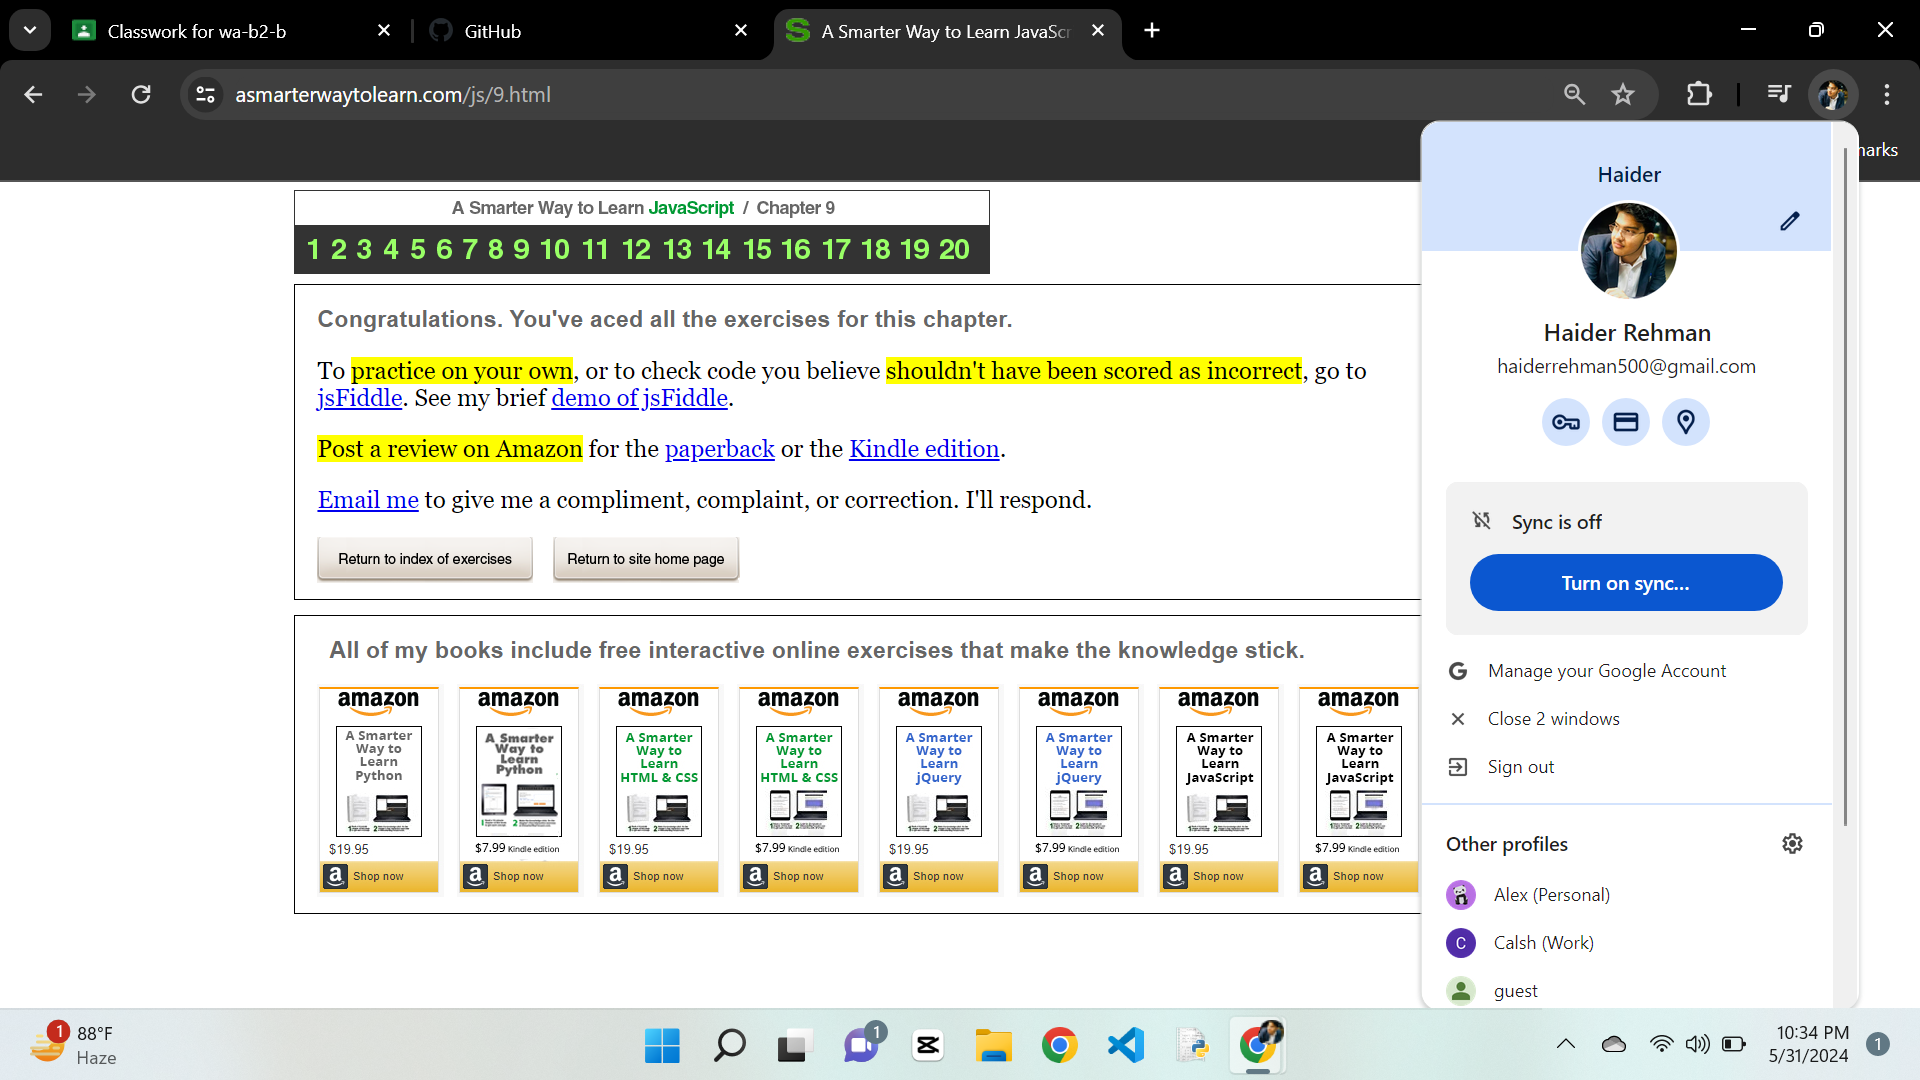 Classwork for wa-b2-b
GitHub
A Smarter Way to Learn JavaScr
asmarterwaytolearn.com/js/9.html
narks
A Smarter Way to Learn JavaScript / Chapter 9
1 2 3 4 5 6 7 8 9 10 11 12 13 14 15 16 17 18 19 20
Congratulations. You've aced all the exercises for this chapter.
To practice on your own, or to check code you believe shouldn't have been scored as incorrect, go to
jsFiddle. See my brief demo of jsFiddle.
Post a review on Amazon for the paperback or the Kindle edition.
Email me to give me a compliment, complaint, or correction. I'll respond.
Return to index of exercises
Return to site home page
All of my books include free interactive online exercises that make the knowledge stick.
amazon
A Smarter
Way to
Learn
Python
$19.95
Shop now
amazon
A Smarter
Way to
Learn
Python
$7.99 Kindle edition
Shop now
amazon
A Smarter
Way to
Learn
HTML & CSS
$19.95
Shop now
amazon
A Smarter
Way to
Learn
HTML & CSS
$7.99 Kindle edition
Shop now
amazon
A Smarter
Way to
Learn
jQuery
$19.95
Shop now
amazon
A Smarter
Way to
Learn
jQuery
$7.99 Kindle edition
Shop now
amazon
A Smarter
Way to
Learn
JavaScript
$19.95
Shop now
amazon
A Smarter
Way to
Learn
JavaScript
$7.99 Kindle edition
Shop now
Haider
Haider Rehman
haiderrehman500@gmail.com
Sync is off
Turn on sync...
Manage your Google Account
Close 2 windows
Sign out
Other profiles
Alex (Personal)
C
Calsh (Work)
guest
1
88°F
Haze
1
10:34 PM
5/31/2024
1